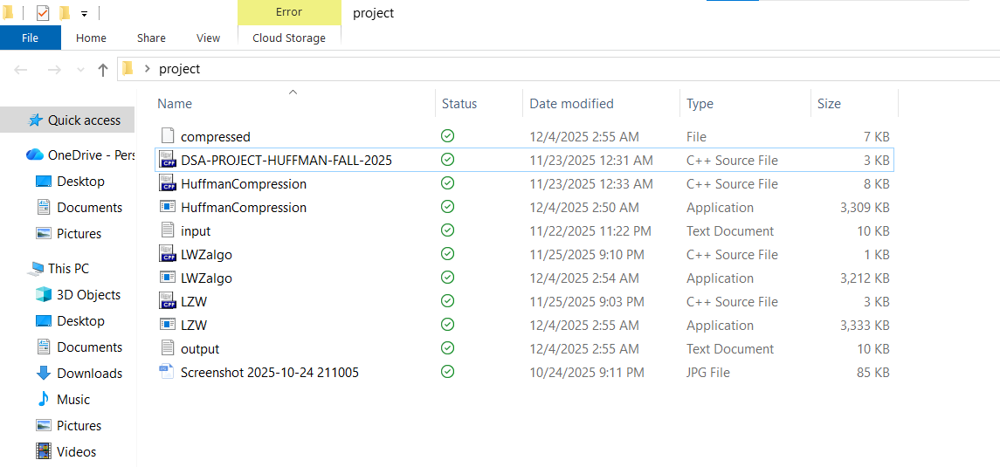 Error project
File Home Share View Cloud Storage
project
Name Status Date modified Type Size
Quick access
OneDrive - Pers
Desktop
Documents
Pictures
This PC
3D Objects
Desktop
Documents
Downloads
Music
Pictures
Videos
compressed 12/4/2025 2:55 AM File 7 KB
DSA-PROJECT-HUFFMAN-FALL-2025 11/23/2025 12:31 AM C++ Source File 3 KB
HuffmanCompression 11/23/2025 12:33 AM C++ Source File 8 KB
HuffmanCompression 12/4/2025 2:50 AM Application 3,309 KB
input 11/22/2025 11:22 PM Text Document 10 KB
LWZalgo 11/25/2025 9:10 PM C++ Source File 1 KB
LWZalgo 12/4/2025 2:54 AM Application 3,212 KB
LZW 11/25/2025 9:03 PM C++ Source File 3 KB
LZW 12/4/2025 2:55 AM Application 3,333 KB
output 12/4/2025 2:55 AM Text Document 10 KB
Screenshot 2025-10-24 211005 10/24/2025 9:11 PM JPG File 85 KB